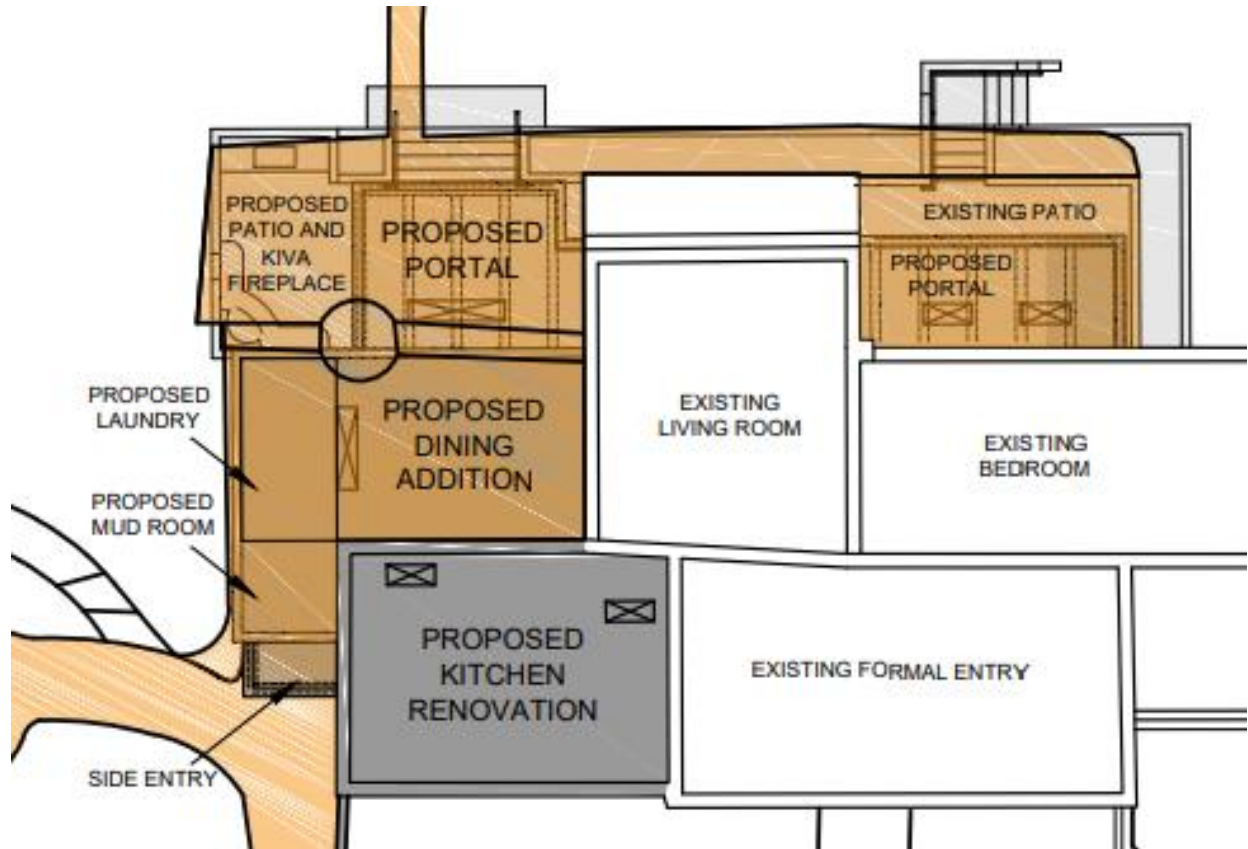 PROPOSED
PATIO AND
KIVA
FIREPLACE
PROPOSED
PORTAL
EXISTING PATIO
PROPOSED
PORTAL
PROPOSED
LAUNDRY
PROPOSED
MUD ROOM
PROPOSED
DINING
ADDITION
EXISTING
LIVING ROOM
EXISTING
BEDROOM
PROPOSED
KITCHEN
RENOVATION
EXISTING FORMAL ENTRY
SIDE ENTRY